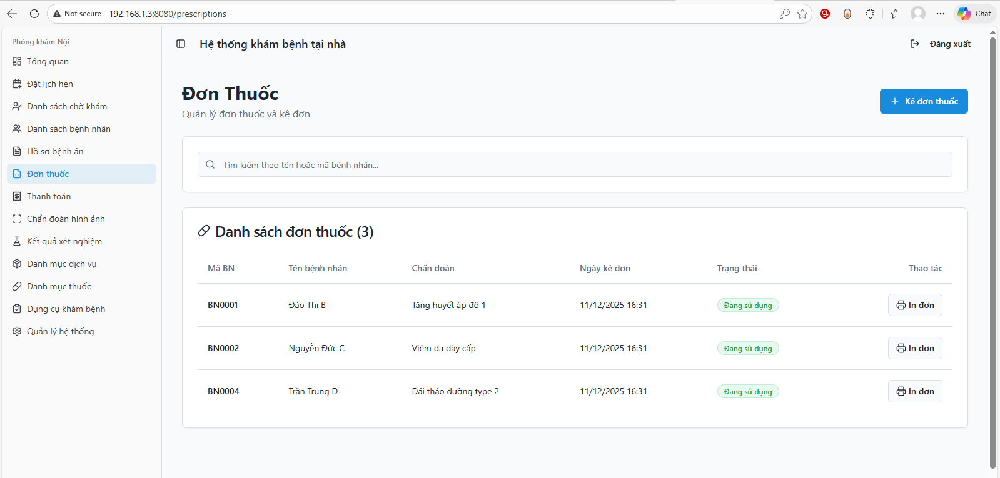 Not secure 192.168.1.3:8080/prescriptions
g.
Chat
Phòng khám Nội
Tổng quan
Đặt lịch hẹn
Danh sách chờ khám
Danh sách bệnh nhân
Hồ sơ bệnh án
Đơn thuốc
Thanh toán
Chẩn đoán hình ảnh
Kết quả xét nghiệm
Danh mục dịch vụ
Danh mục thuốc
Dụng cụ khám bệnh
Quản lý hệ thống
Hệ thống khám bệnh tại nhà
Đăng xuất
Đơn Thuốc
Quản lý đơn thuốc và kê đơn
Kê đơn thuốc
Tìm kiếm theo tên hoặc mã bệnh nhân...
Danh sách đơn thuốc (3)
Mã BN Tên bệnh nhân Chẩn đoán Ngày kê đơn Trạng thái Thao tác
BN0001 Đào Thị B Tăng huyết áp độ 1 11/12/2025 16:31 Đang sử dụng In đơn
BN0002 Nguyễn Đức C Viêm dạ dày cấp 11/12/2025 16:31 Đang sử dụng In đơn
BN0004 Trần Trung D Đái tháo đường type 2 11/12/2025 16:31 Đang sử dụng In đơn